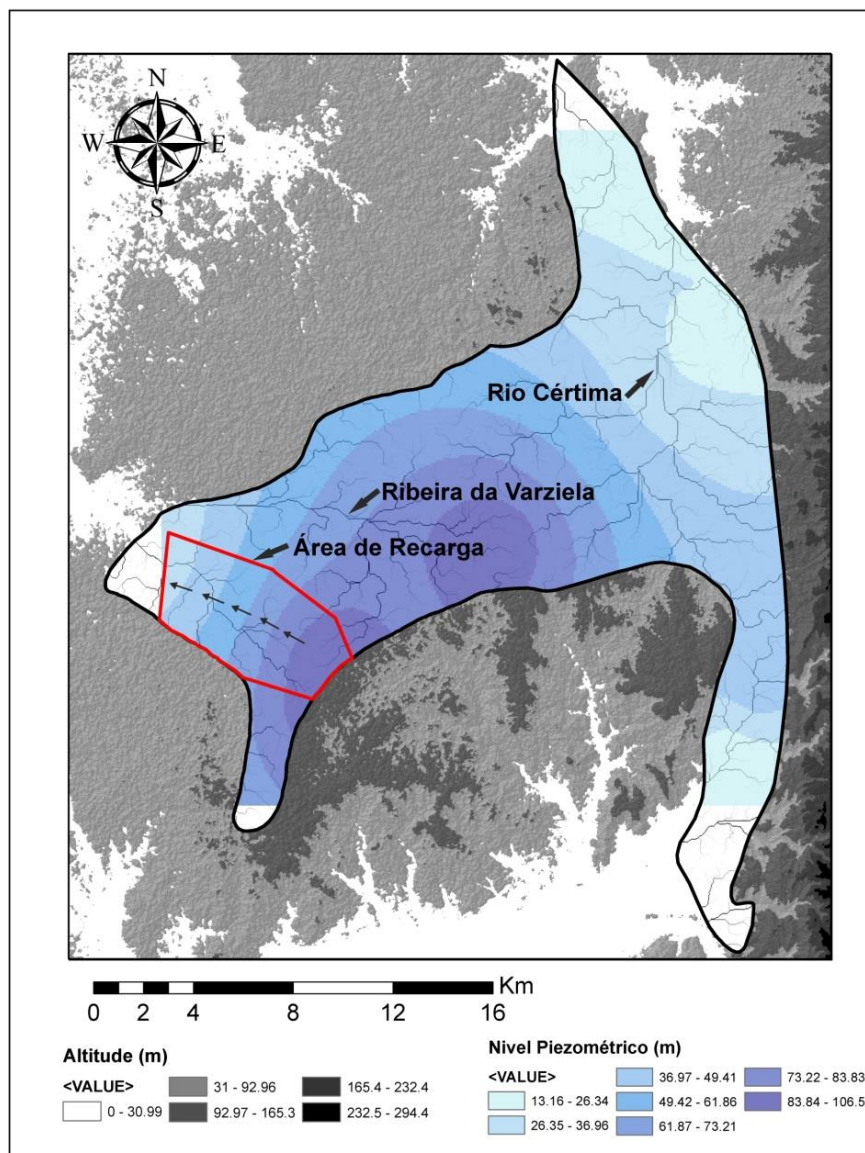 N
W E
S
Rio Cértima
Ribeira da Varziela
Área de Recarga
Km
0 2 4 8 12 16
Altitude (m)
<VALUE>
0 - 30.99
31 - 92.96
92.97 - 165.3
165.4 - 232.4
232.5 - 294.4
Nivel Piezométrico (m)
<VALUE>
13.16 - 26.34
26.35 - 36.96
36.97 - 49.41
49.42 - 61.86
61.87 - 73.21
73.22 - 83.83
83.84 - 106.5